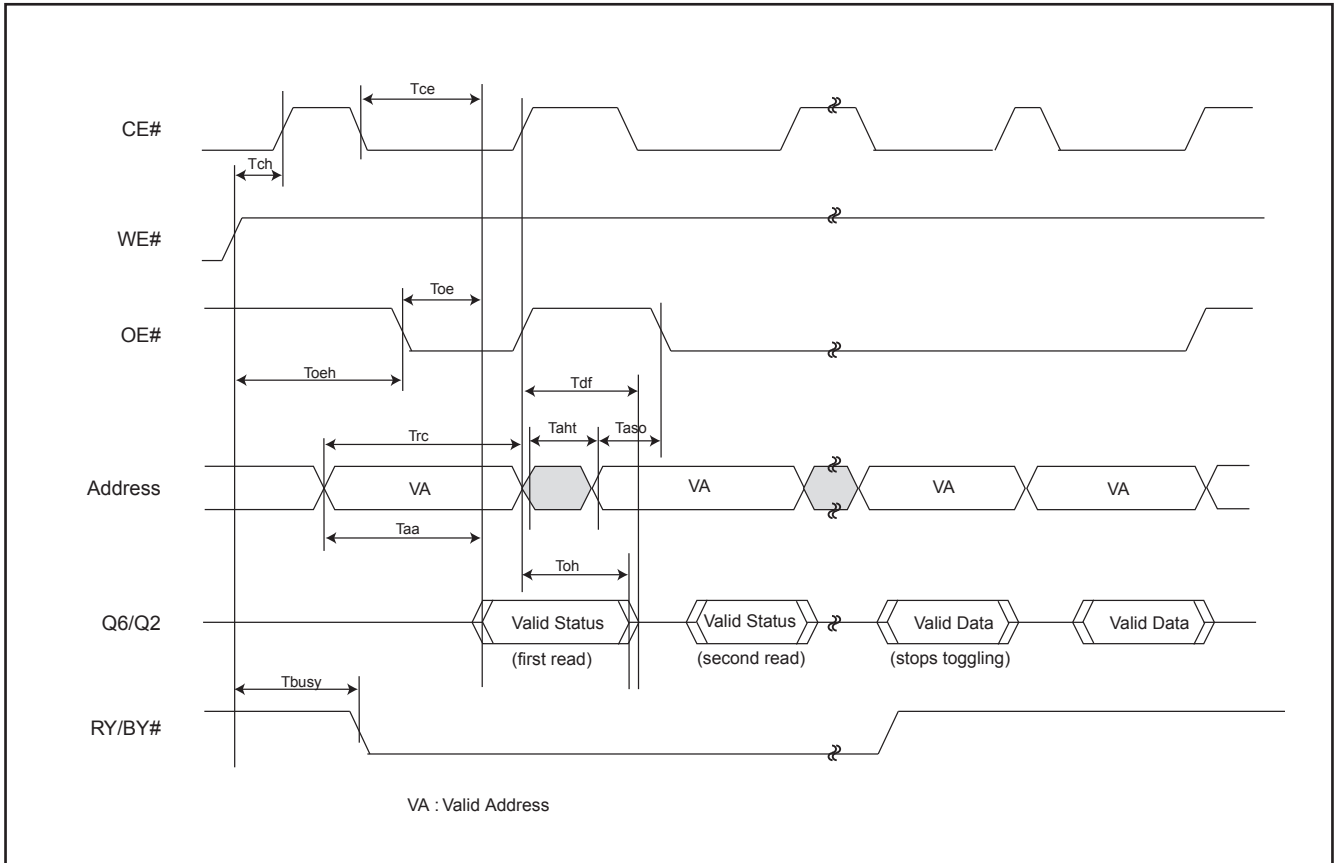 Tce
CE#
Tch
WE#
Toe
OE#
Toeh
Tdf
Taht
Taso
Trc
Address
VA
VA
VA
VA
Taa
Toh
Q6/Q2
Valid Status
Valid Status
Valid Data
Valid Data
(first read)
(second read)
(stops toggling)
Tbusy
RY/BY#
VA : Valid Address